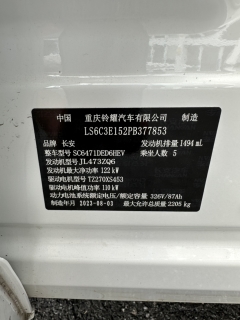 中国 重庆铃耀汽车有限公司 制造
LS6C3E152PB377853
品牌 长安 发动机排量 1494 mL
整车型号 SC6471DED6HEV 乘坐人数 5
发动机型号 JL473ZQ6
发动机最大净功率 122 kW
驱动电机型号 TZ270XS453
驱动电机峰值功率 110 kW
动力电池系统额定电压/额定容量 326V/87Ah
制造年月 2023-08-03 最大允许总质量 2205 kg